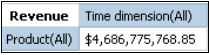 Revenue Time dimension(All)
Product(All) $4,686,775,768.85